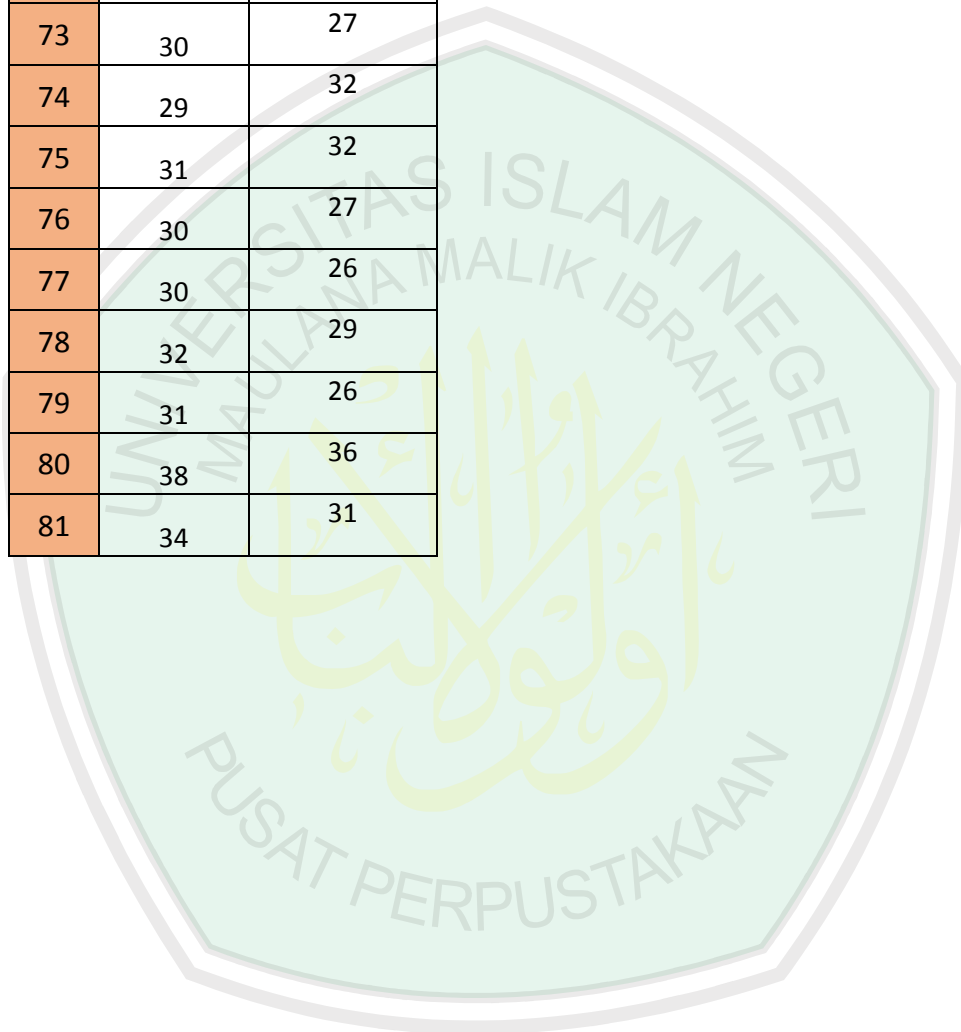 73 30 27
74 29 32
75 31 32
76 30 27
77 30 26
78 32 29
79 31 26
80 38 36
81 34 31
UNIVERSITAS ISLAM NEGERI
MAULANA MALIK IBRAHIM
PUSAT PERPUSTAKAAN